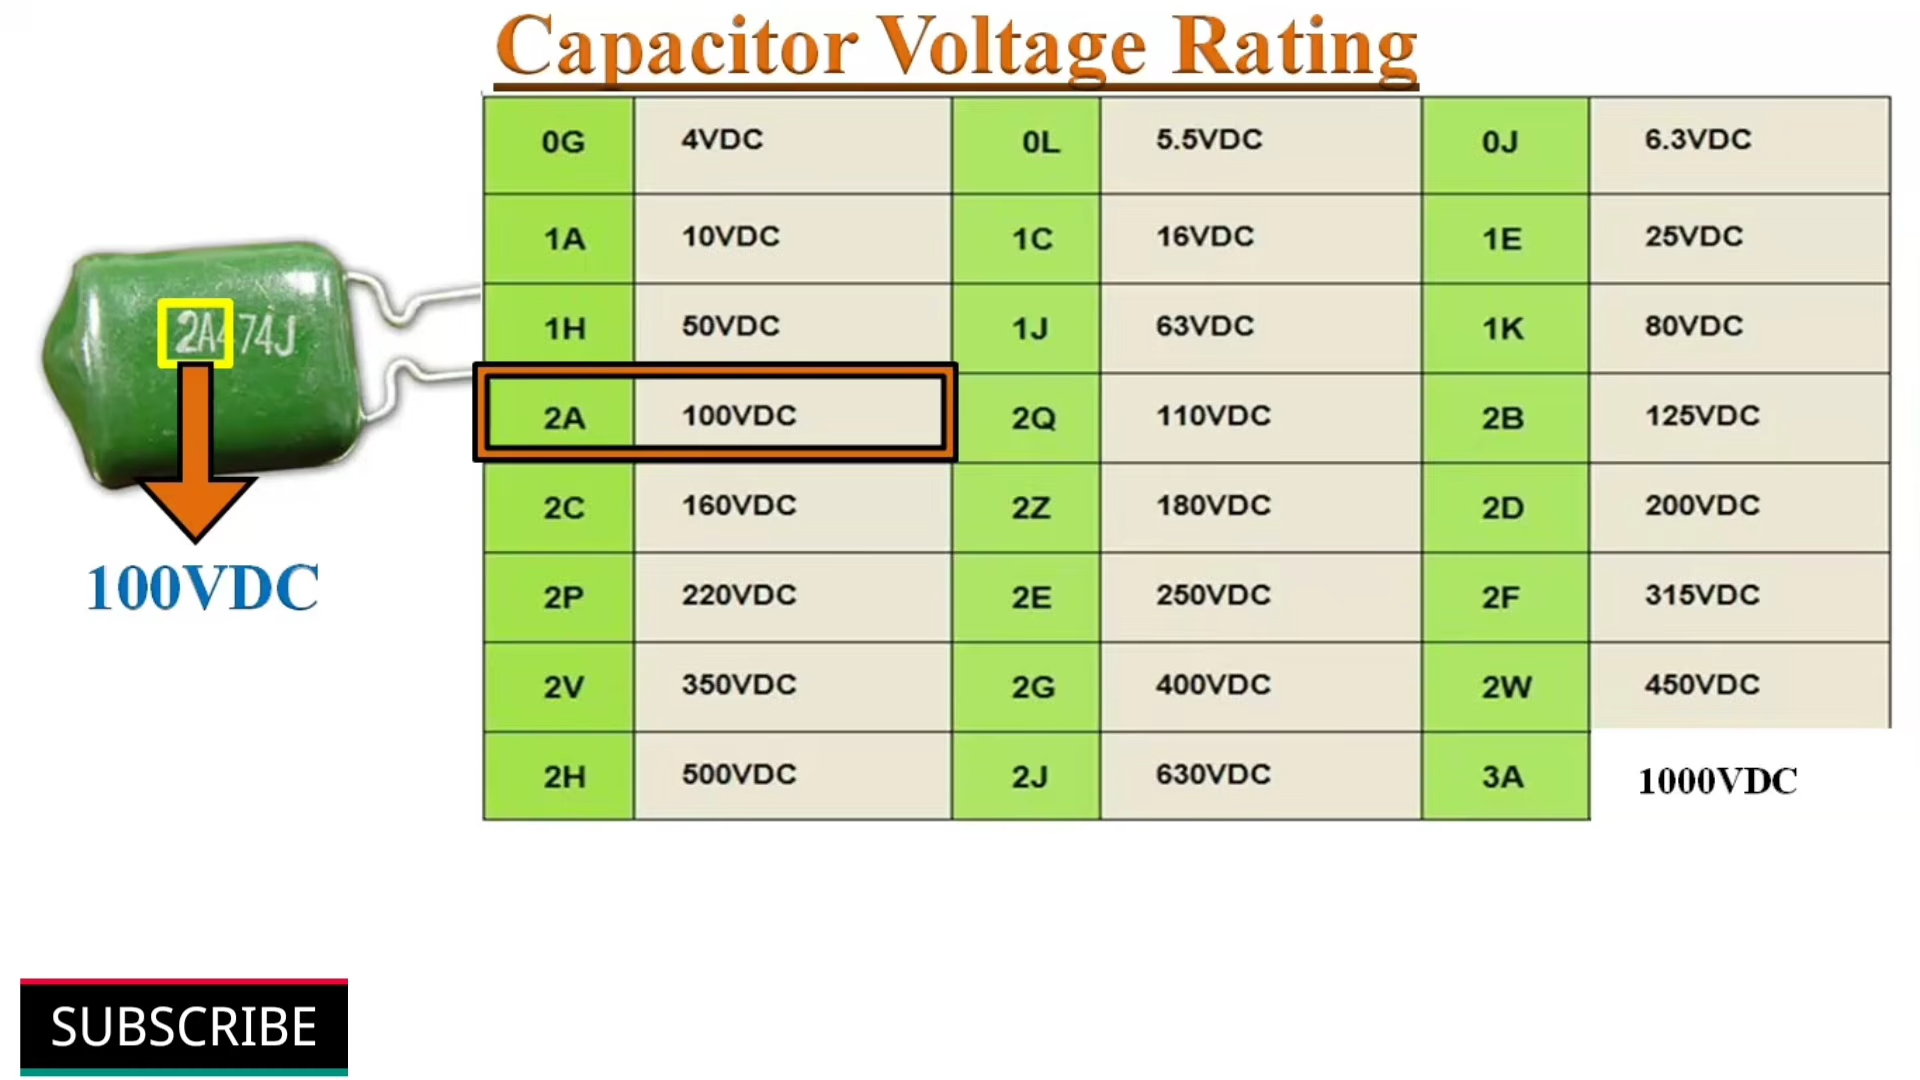 Capacitor Voltage Rating
0G 4VDC 0L 5.5VDC 0J 6.3VDC
1A 10VDC 1C 16VDC 1E 25VDC
1H 50VDC 1J 63VDC 1K 80VDC
2A474J
2A 100VDC 2Q 110VDC 2B 125VDC
2C 160VDC 2Z 180VDC 2D 200VDC
100VDC
2P 220VDC 2E 250VDC 2F 315VDC
2V 350VDC 2G 400VDC 2W 450VDC
2H 500VDC 2J 630VDC 3A 1000VDC
SUBSCRIBE